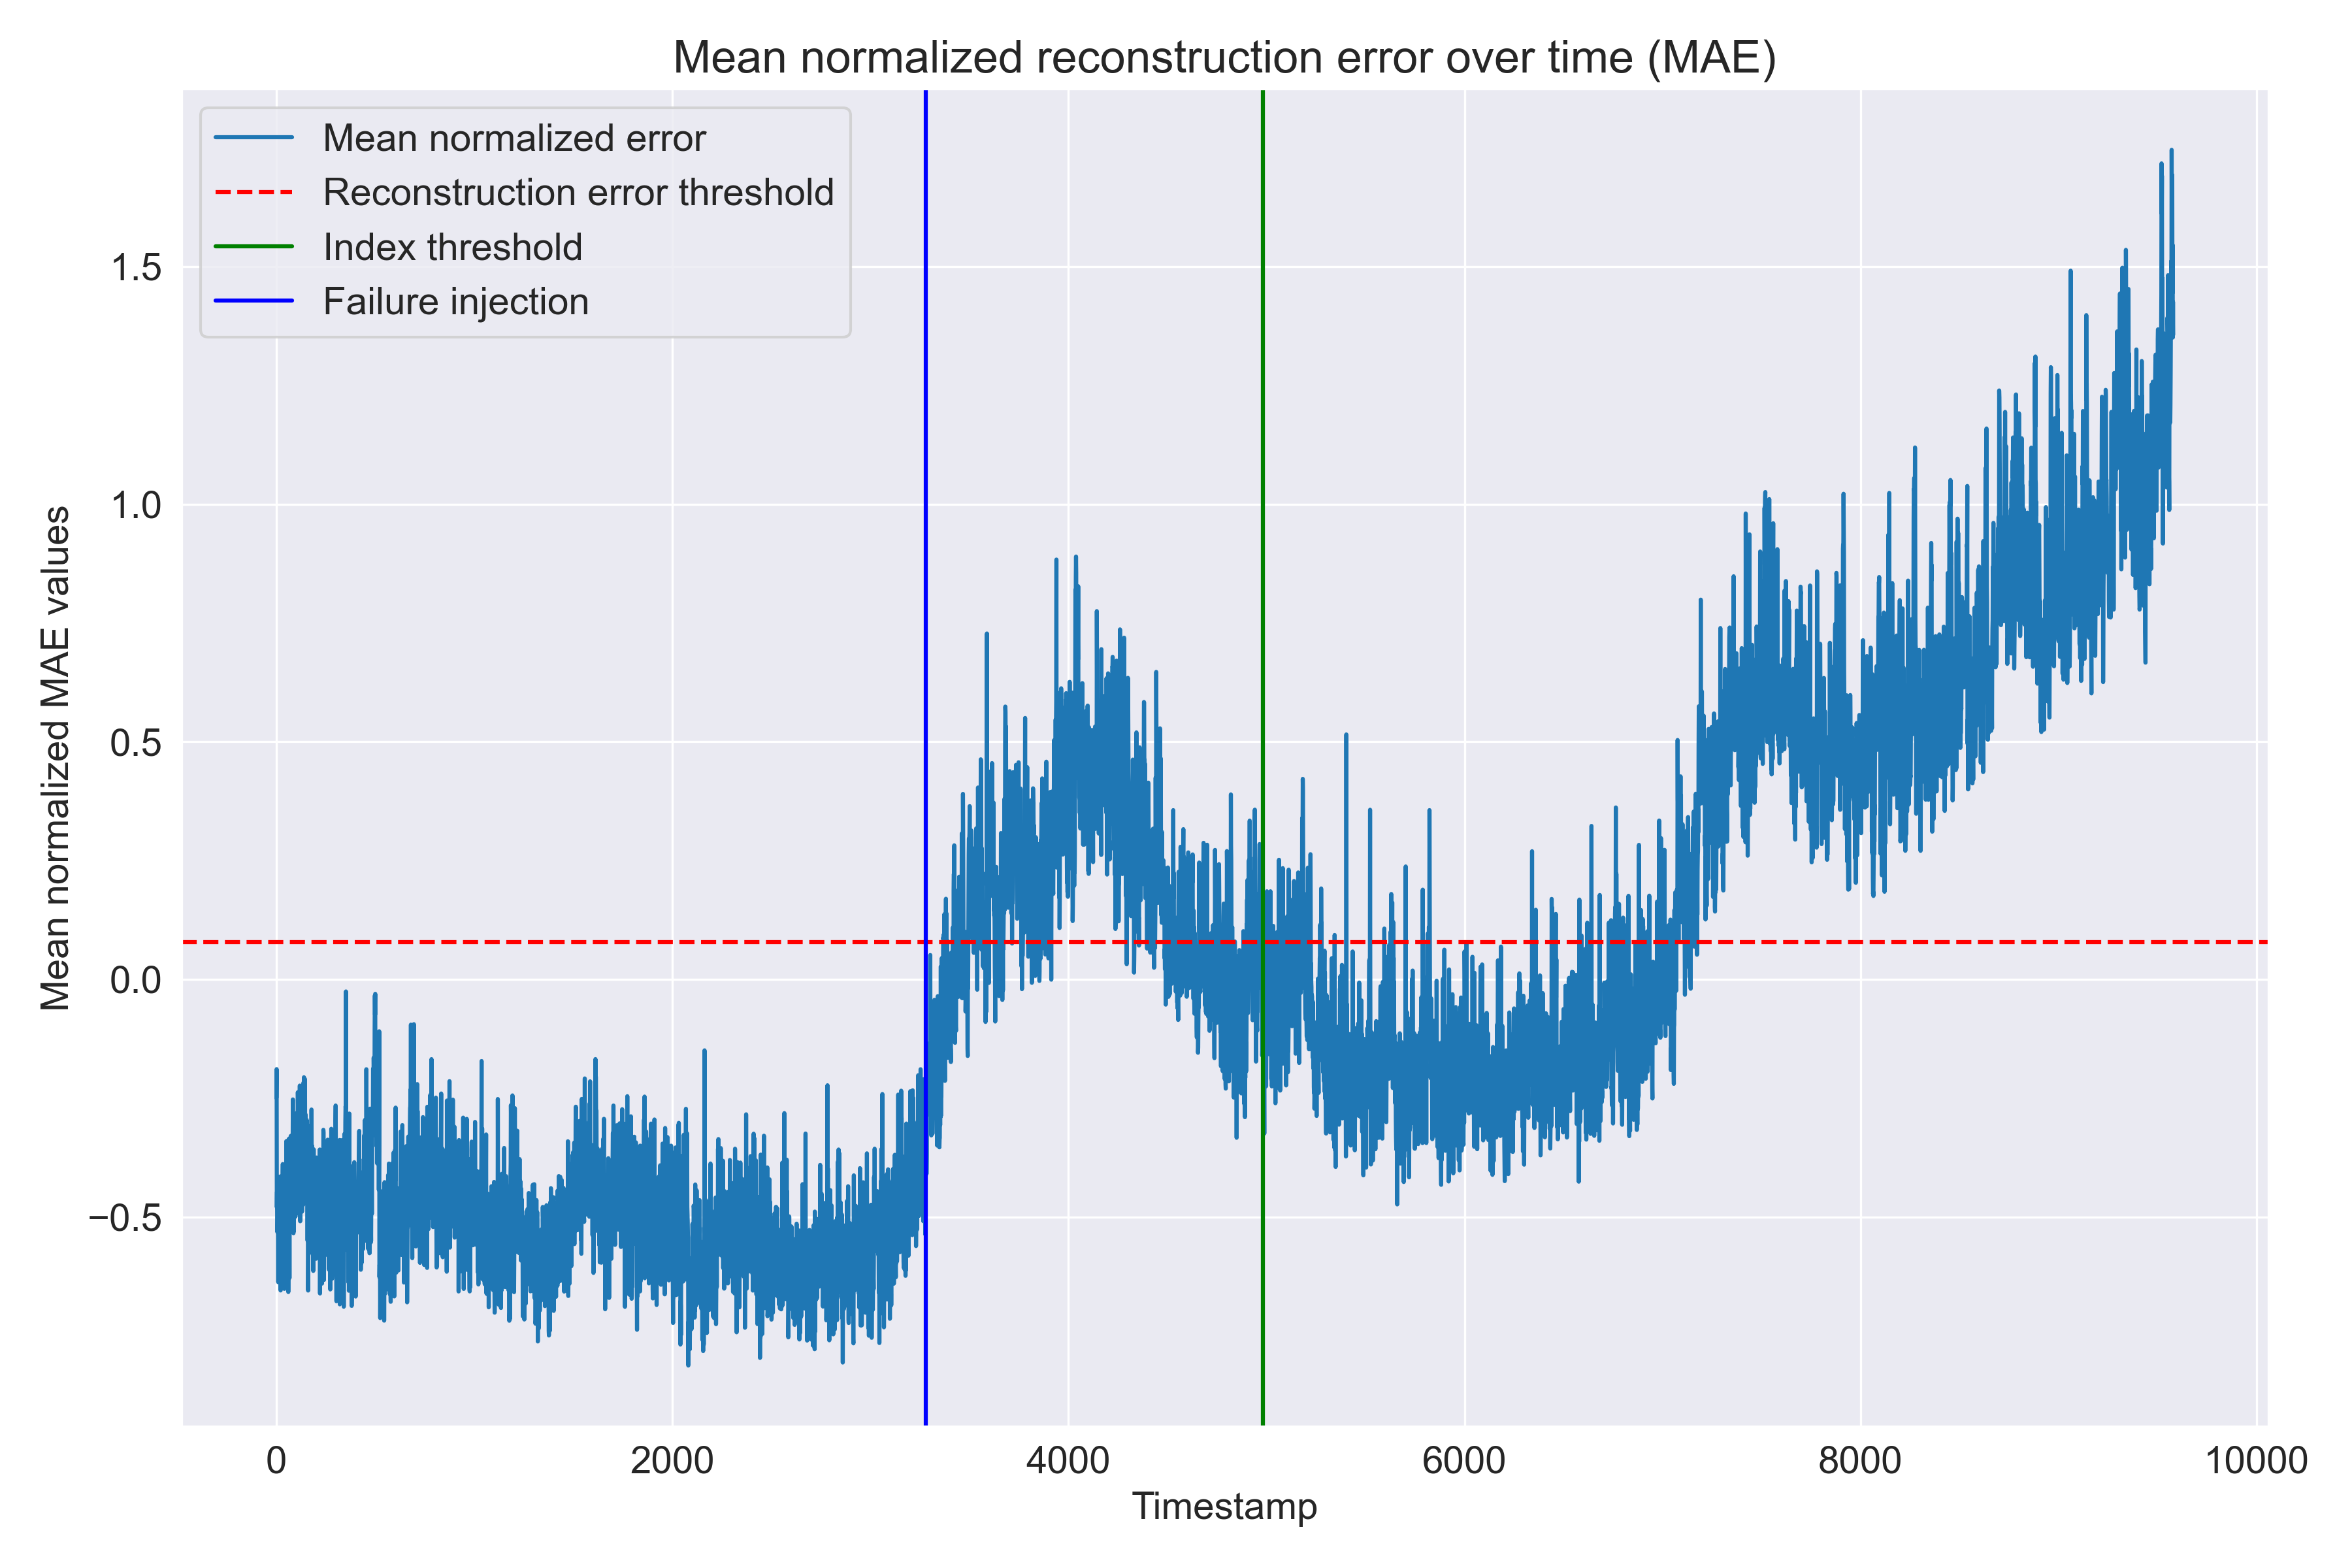 Mean normalized reconstruction error over time (MAE)
Mean normalized error
Reconstruction error threshold
Index threshold
Failure injection
Mean normalized MAE values
1.5
1.0
0.5
0.0
−0.5
0 2000 4000 6000 8000 10000
Timestamp